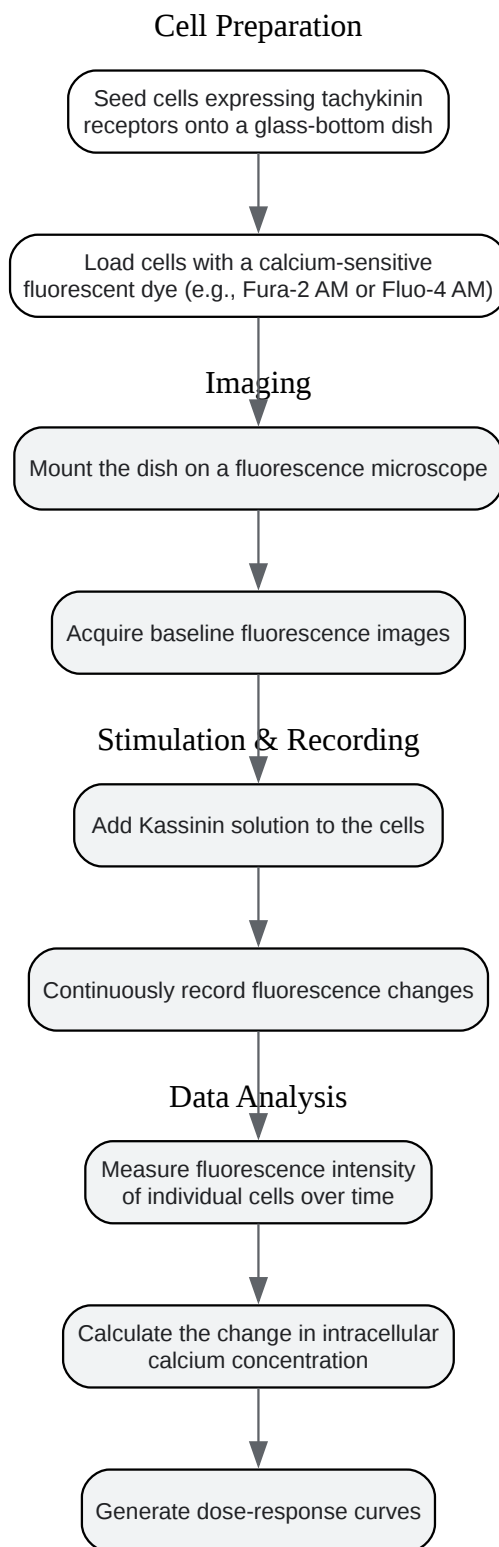 Cell Preparation
Seed cells expressing tachykinin
receptors onto a glass-bottom dish
Load cells with a calcium-sensitive
fluorescent dye (e.g., Fura-2 AM or Fluo-4 AM)
Imaging
Mount the dish on a fluorescence microscope
Acquire baseline fluorescence images
Stimulation & Recording
Add Kassinin solution to the cells
Continuously record fluorescence changes
Data Analysis
Measure fluorescence intensity
of individual cells over time
Calculate the change in intracellular
calcium concentration
Generate dose-response curves